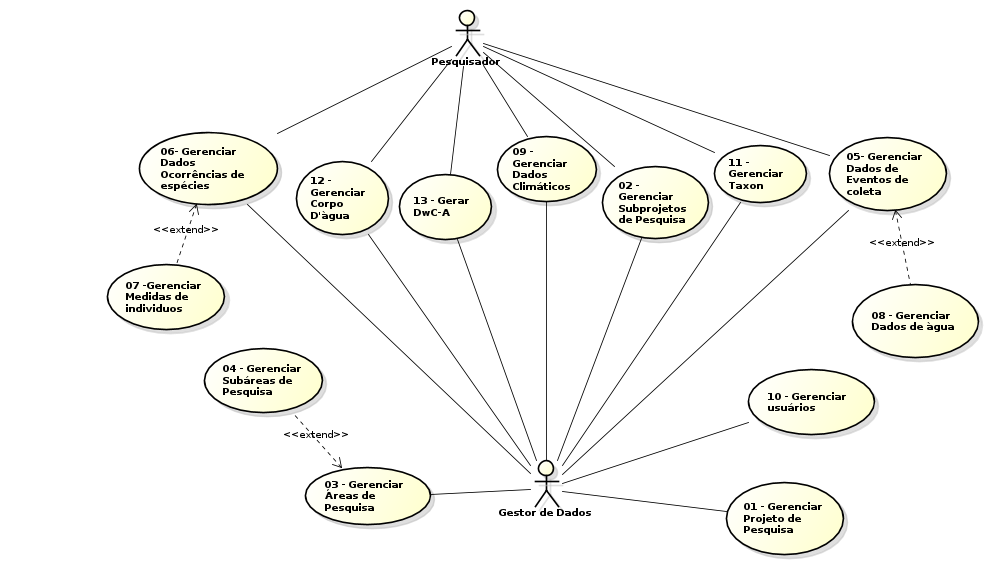 Pesquisador
06- Gerenciar
Dados
Ocorrências de
espécies
12 -
Gerenciar
Corpo
D'àgua
13 - Gerar
DwC-A
09 -
Gerenciar
Dados
Climáticos
02 -
Gerenciar
Subprojetos
de Pesquisa
11 -
Gerenciar
Taxon
05- Gerenciar
Dados de
Eventos de
coleta
<<extend>>
<<extend>>
07 -Gerenciar
Medidas de
individuos
08 - Gerenciar
Dados de àgua
04 - Gerenciar
Subáreas de
Pesquisa
10 - Gerenciar
usuários
<<extend>>
03 - Gerenciar
Áreas de
Pesquisa
Gestor de Dados
01 - Gerenciar
Projeto de
Pesquisa